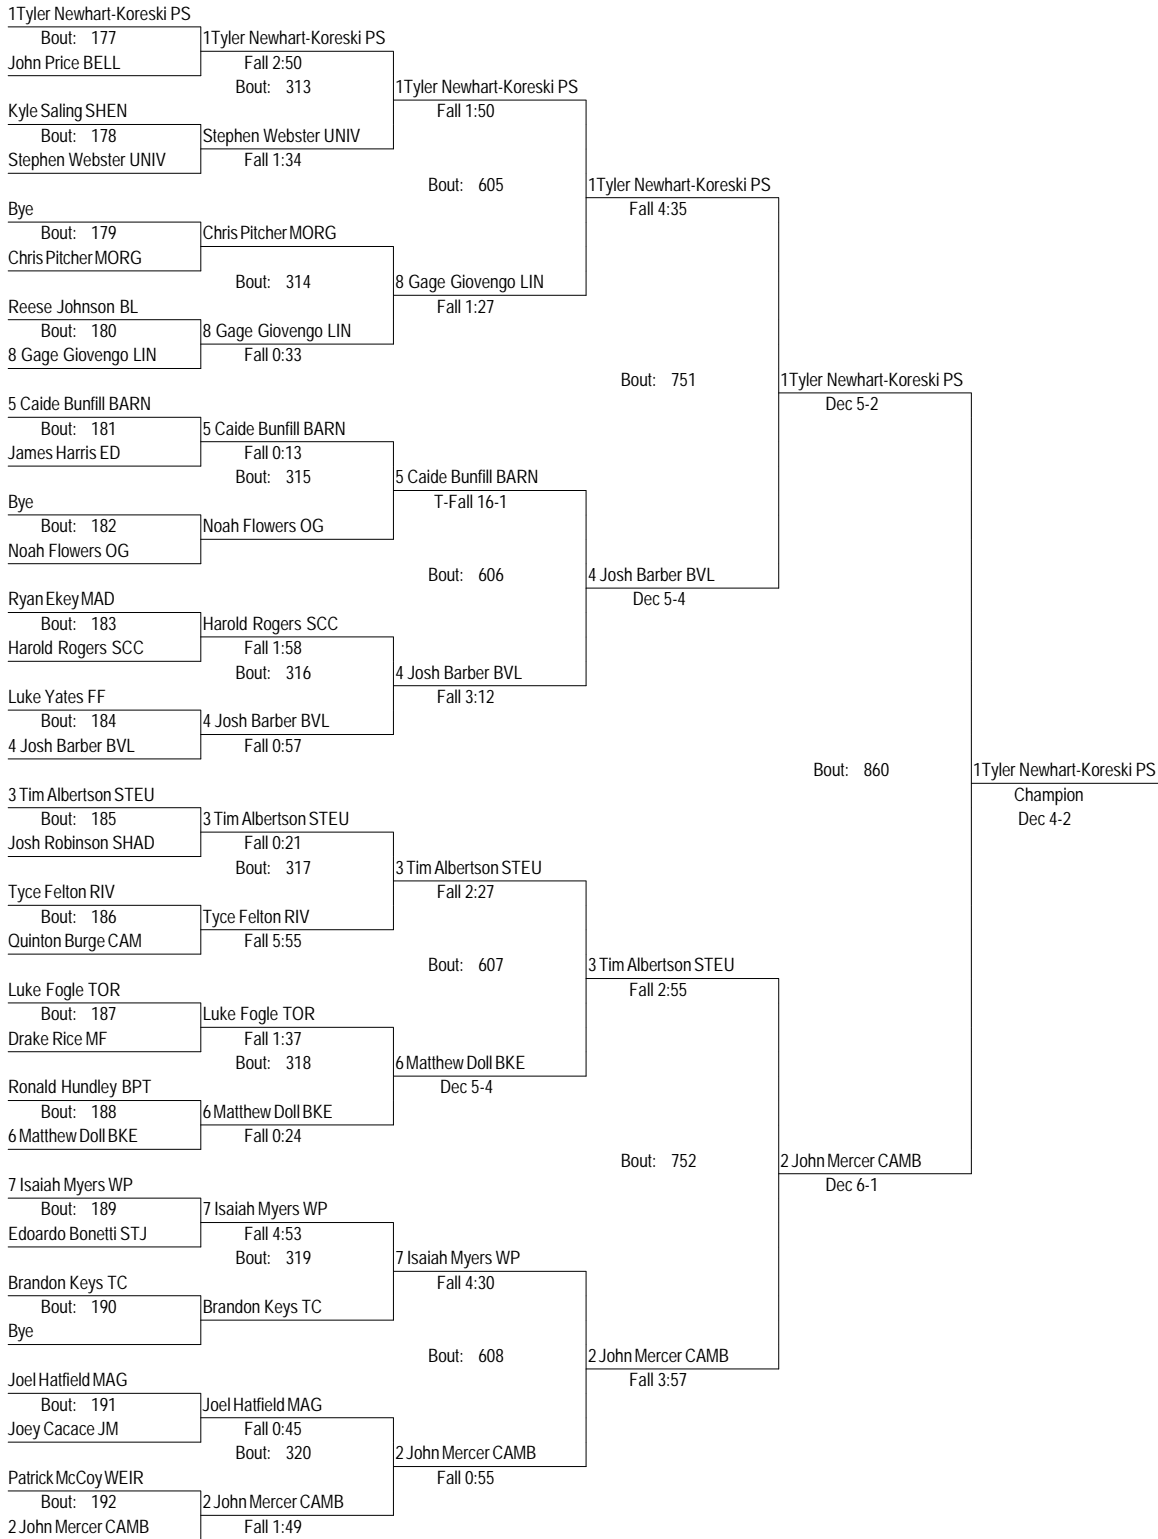 1Tyler Newhart-Koreski PS
Bout: 177
1Tyler Newhart-Koreski PS
John Price BELL
Fall 2:50
Bout: 313
1Tyler Newhart-Koreski PS
Kyle Saling SHEN
Fall 1:50
Bout: 178
Stephen Webster UNIV
Stephen Webster UNIV
Fall 1:34
Bout: 605
1Tyler Newhart-Koreski PS
Bye
Fall 4:35
Bout: 179
Chris Pitcher MORG
Chris Pitcher MORG
Bout: 314
8 Gage Giovengo LIN
Reese Johnson BL
Fall 1:27
Bout: 180
8 Gage Giovengo LIN
8 Gage Giovengo LIN
Fall 0:33
Bout: 751
1Tyler Newhart-Koreski PS
5 Caide Bunfill BARN
Dec 5-2
Bout: 181
5 Caide Bunfill BARN
James Harris ED
Fall 0:13
Bout: 315
5 Caide Bunfill BARN
Bye
T-Fall 16-1
Bout: 182
Noah Flowers OG
Noah Flowers OG
Bout: 606
4 Josh Barber BVL
Ryan Ekey MAD
Dec 5-4
Bout: 183
Harold Rogers SCC
Harold Rogers SCC
Fall 1:58
Bout: 316
4 Josh Barber BVL
Luke Yates FF
Fall 3:12
Bout: 184
4 Josh Barber BVL
4 Josh Barber BVL
Fall 0:57
Bout: 860
1Tyler Newhart-Koreski PS
3 Tim Albertson STEU
Champion
Bout: 185
3 Tim Albertson STEU
Dec 4-2
Josh Robinson SHAD
Fall 0:21
Bout: 317
3 Tim Albertson STEU
Tyce Felton RIV
Fall 2:27
Bout: 186
Tyce Felton RIV
Quinton Burge CAM
Fall 5:55
Bout: 607
3 Tim Albertson STEU
Luke Fogle TOR
Fall 2:55
Bout: 187
Luke Fogle TOR
Drake Rice MF
Fall 1:37
Bout: 318
6 Matthew Doll BKE
Ronald Hundley BPT
Dec 5-4
Bout: 188
6 Matthew Doll BKE
6 Matthew Doll BKE
Fall 0:24
Bout: 752
2 John Mercer CAMB
7 Isaiah Myers WP
Dec 6-1
Bout: 189
7 Isaiah Myers WP
Edoardo Bonetti STJ
Fall 4:53
Bout: 319
7 Isaiah Myers WP
Brandon Keys TC
Fall 4:30
Bout: 190
Brandon Keys TC
Bye
Bout: 608
2 John Mercer CAMB
Joel Hatfield MAG
Fall 3:57
Bout: 191
Joel Hatfield MAG
Joey Cacace JM
Fall 0:45
Bout: 320
2 John Mercer CAMB
Patrick McCoy WEIR
Fall 0:55
Bout: 192
2 John Mercer CAMB
2 John Mercer CAMB
Fall 1:49